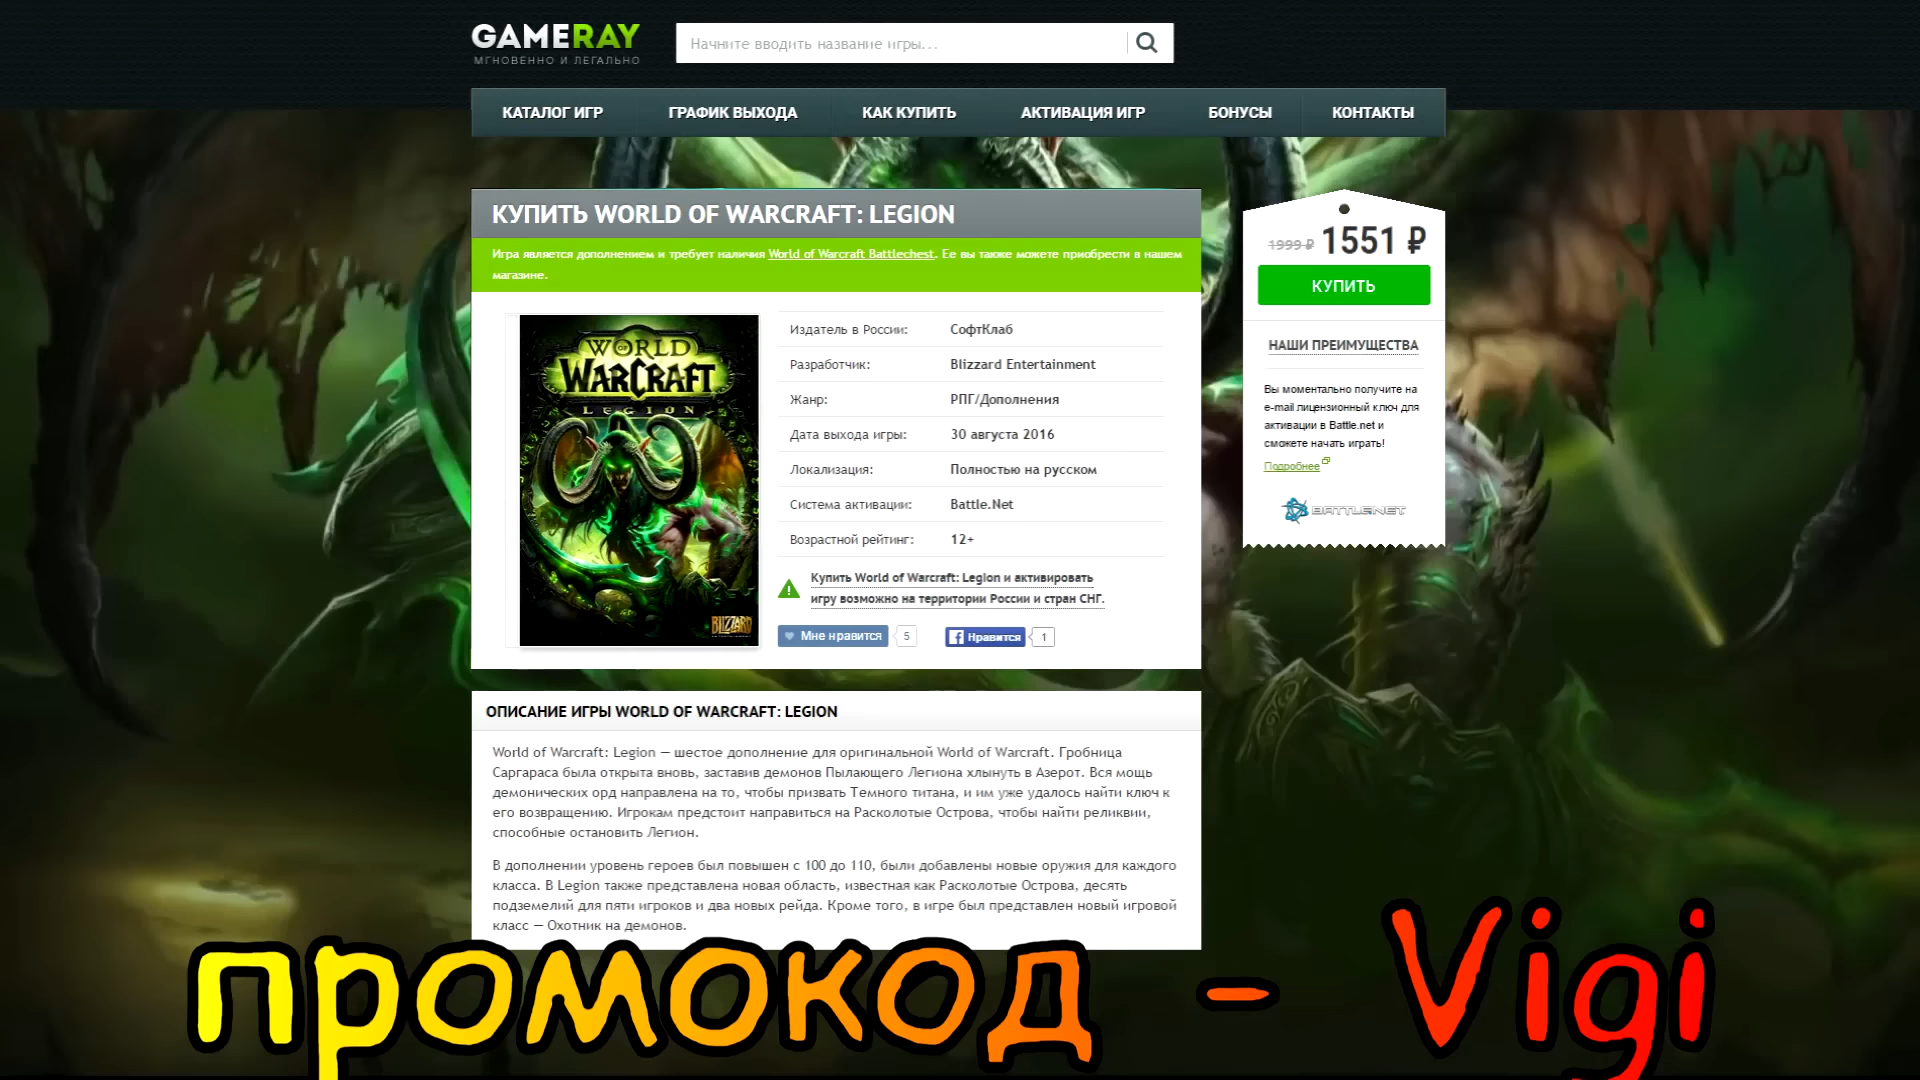 GAMERAY
МГНОВЕННО И ЛЕГАЛЬНО
Начните вводить название игры...
КАТАЛОГ ИГР
ГРАФИК ВЫХОДА
КАК КУПИТЬ
АКТИВАЦИЯ ИГР
БОНУСЫ
КОНТАКТЫ
КУПИТЬ WORLD OF WARCRAFT: LEGION
Игра является дополнением и требует наличия World of Warcraft Battlechest. Ее вы также можете приобрести в нашем
магазине.
WORLD
OF
WARCRAFT
LEGION
BLIZZARD
ENTERTAINMENT
Издатель в России: СофтКлаб
Разработчик: Blizzard Entertainment
Жанр: РПГ/Дополнения
Дата выхода игры: 30 августа 2016
Локализация: Полностью на русском
Система активации: Battle.Net
Возрастной рейтинг: 12+
Купить World of Warcraft: Legion и активировать
игру возможно на территории России и стран СНГ.
Мне нравится 5
Нравится 1
1999 ₽ 1551 ₽
КУПИТЬ
НАШИ ПРЕИМУЩЕСТВА
Вы моментально получите на
e-mail лицензионный ключ для
активации в Battle.net и
сможете начать играть!
Подробнее
BATTLE.NET
ОПИСАНИЕ ИГРЫ WORLD OF WARCRAFT: LEGION
World of Warcraft: Legion — шестое дополнение для оригинальной World of Warcraft. Гробница
Саргараса была открыта вновь, заставив демонов Пылающего Легиона хлынуть в Азерот. Вся мощь
демонических орд направлена на то, чтобы призвать Темного титана, и им уже удалось найти ключ к
его возвращению. Игрокам предстоит направиться на Расколотые Острова, чтобы найти реликвии,
способные остановить Легион.
В дополнении уровень героев был повышен с 100 до 110, были добавлены новые оружия для каждого
класса. В Legion также представлена новая область, известная как Расколотые Острова, десять
подземелий для пяти игроков и два новых рейда. Кроме того, в игре был представлен новый игровой
класс — Охотник на демонов.
промокод - Vigi